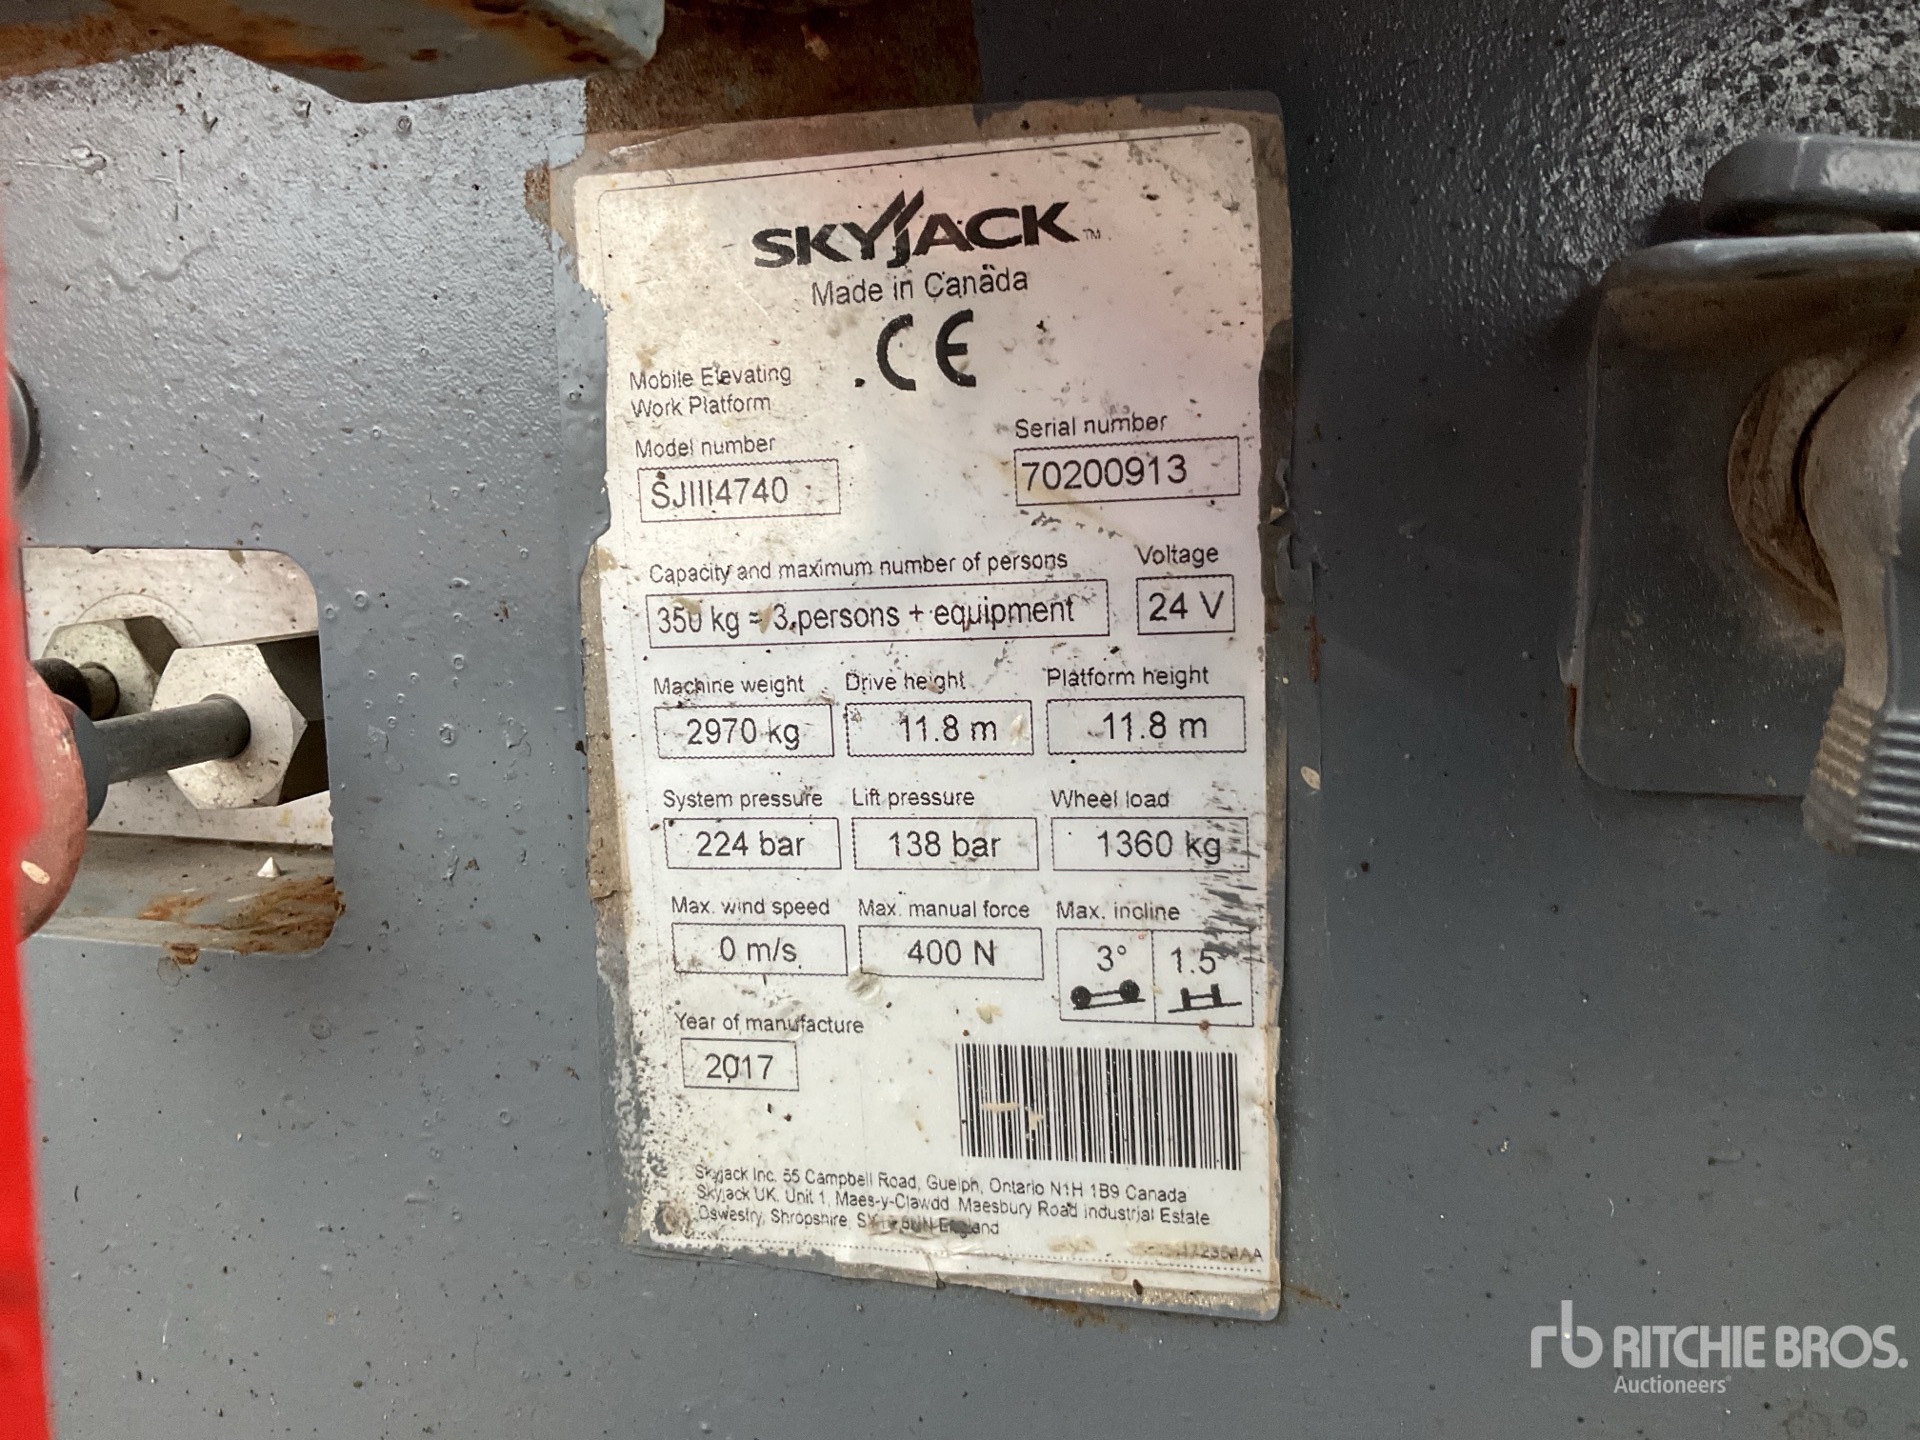 SKYJACK™
Made in Canada
CE
Mobile Elevating
Work Platform
Model number
SJIII4740
Serial number
70200913
Capacity and maximum number of persons
350 kg = 3 persons + equipment
Voltage
24 V
Machine weight
2970 kg
Drive height
11.8 m
Platform height
11.8 m
System pressure
224 bar
Lift pressure
138 bar
Wheel load
1360 kg
Max. wind speed
0 m/s
Max. manual force
400 N
Max. incline
3°
1.5
Year of manufacture
2017
Skyjack Inc. 55 Campbell Road, Guelph, Ontario N1H 1B9 Canada
Skyjack UK. Unit 1, Maes-y-Clawdd, Maesbury Road Industrial Estate
Oswestry, Shropshire, England
rb RITCHIE BROS.
Auctioneers